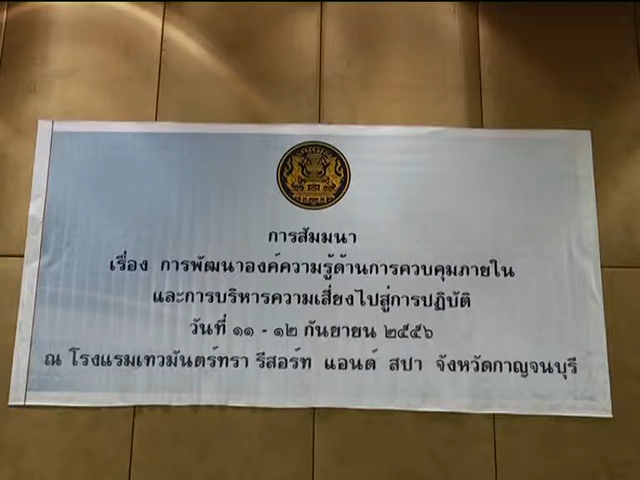 การสัมมนา
เรื่อง การพัฒนาองค์ความรู้ด้านการควบคุมภายใน
และการบริหารความเสี่ยงไปสู่การปฏิบัติ
วันที่ ๑๑ - ๑๒ กันยายน ๒๕๕๖
ณ โรงแรมเทวมันตร์ทรา รีสอร์ท แอนด์ สปา จังหวัดกาญจนบุรี